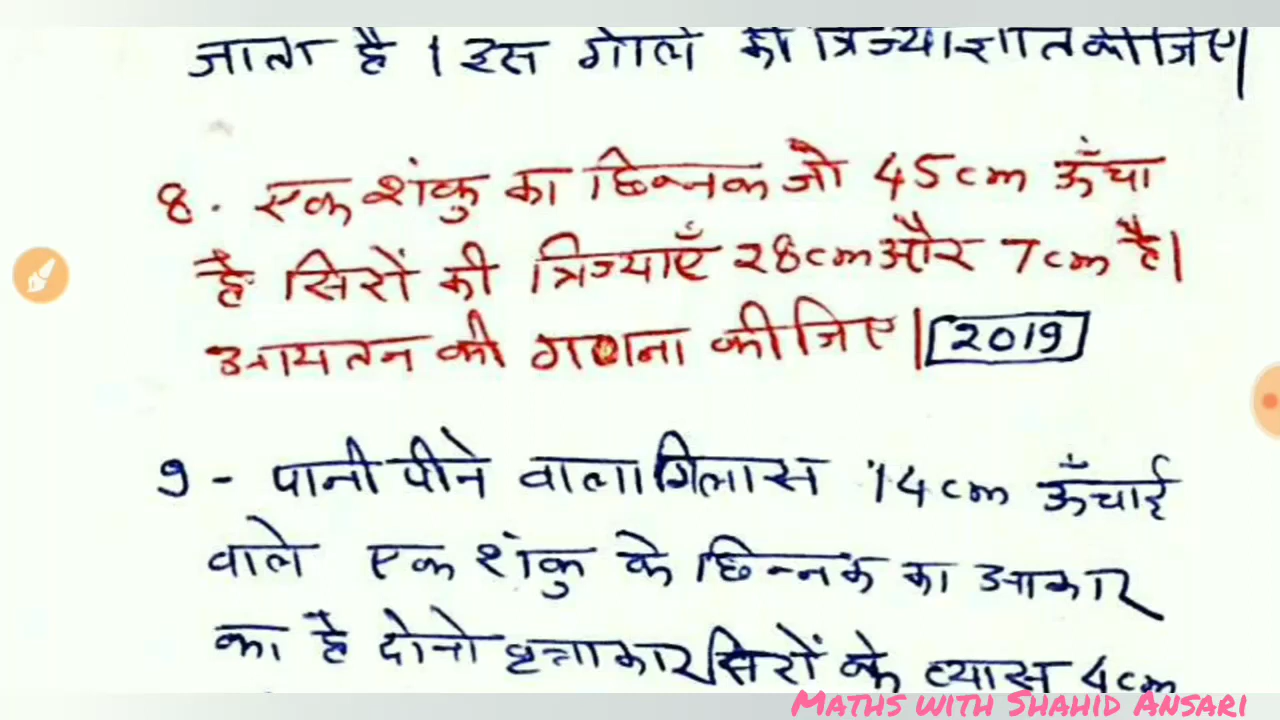 जाता है । इस गोले की त्रिज्या ज्ञात कीजिए।
8. एक शंकु का छिन्नक जो 45cm ऊँचा
है सिरों की त्रिज्याएँ 28cm और 7cm है।
आयतन की गणना कीजिए। 2019
9 - पानी पीने वाला गिलास 14cm ऊँचाई
वाले एक शंकु के छिन्नक का आकार
का है दोनो वृत्ताकार सिरों के व्यास 4cm
MATHS WITH SHAHID ANSARI